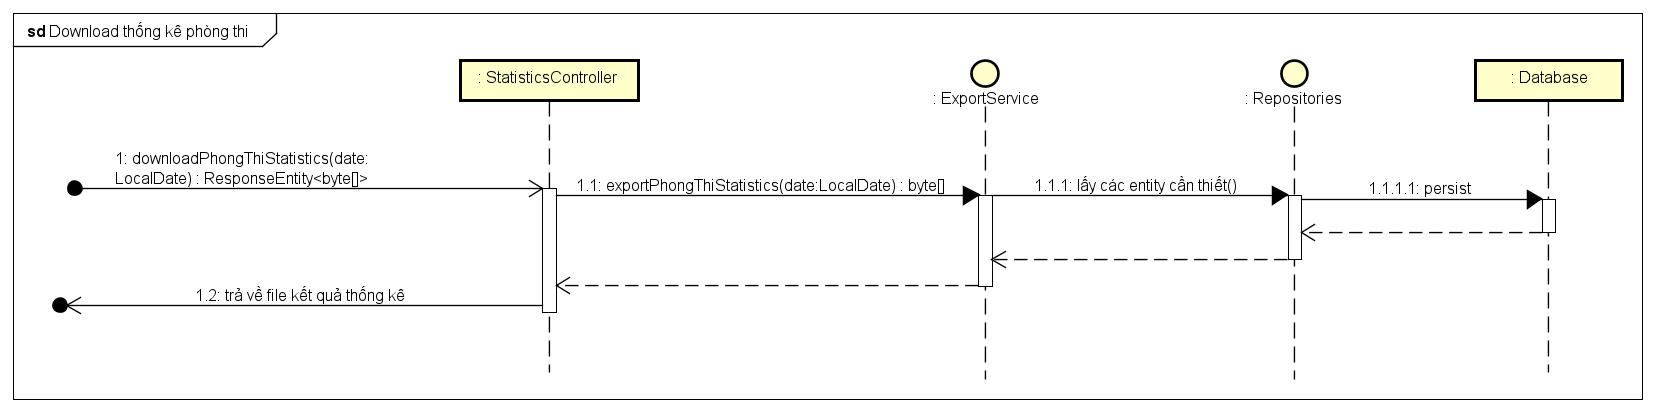 sd Download thống kê phòng thi
: StatisticsController
: ExportService
: Repositories
: Database
1: downloadPhongThiStatistics(date:
LocalDate) : ResponseEntity<byte[]>
1.1: exportPhongThiStatistics(date:LocalDate) : byte[]
1.1.1: lấy các entity cần thiết()
1.1.1.1: persist
1.2: trả về file kết quả thống kê